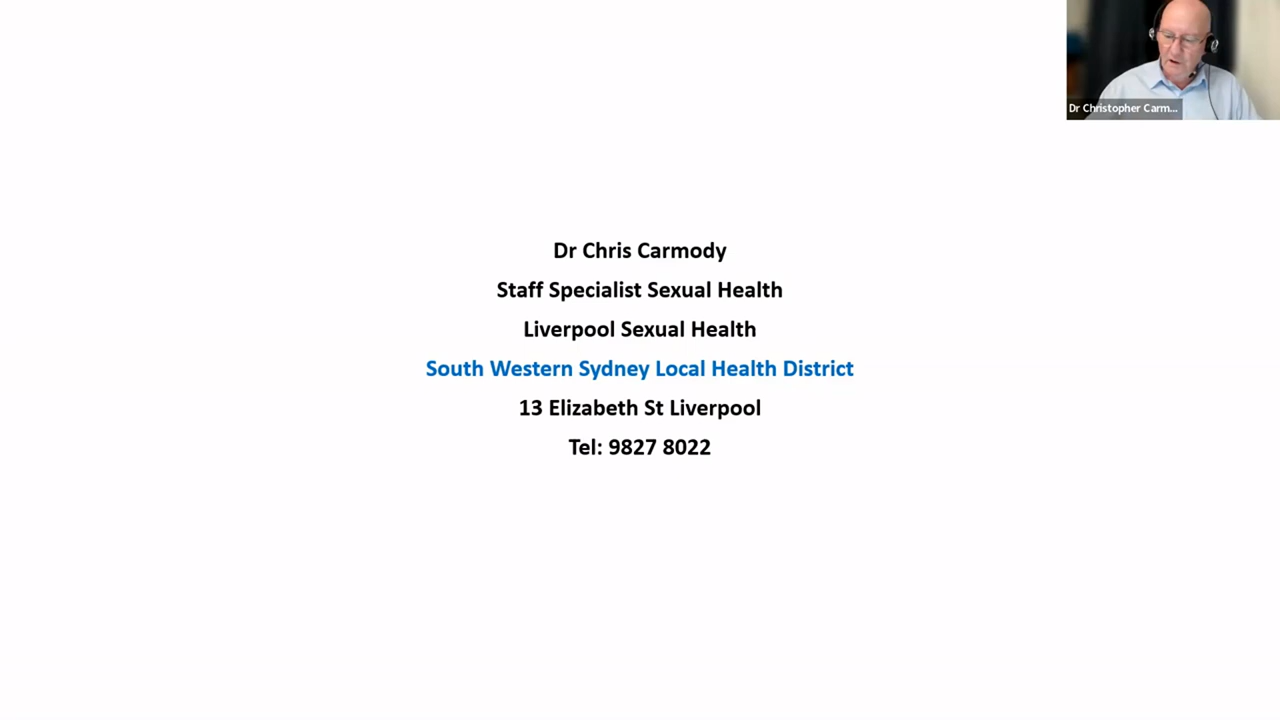 Dr Christopher Carm...
Dr Chris Carmody
Staff Specialist Sexual Health
Liverpool Sexual Health
South Western Sydney Local Health District
13 Elizabeth St Liverpool
Tel: 9827 8022